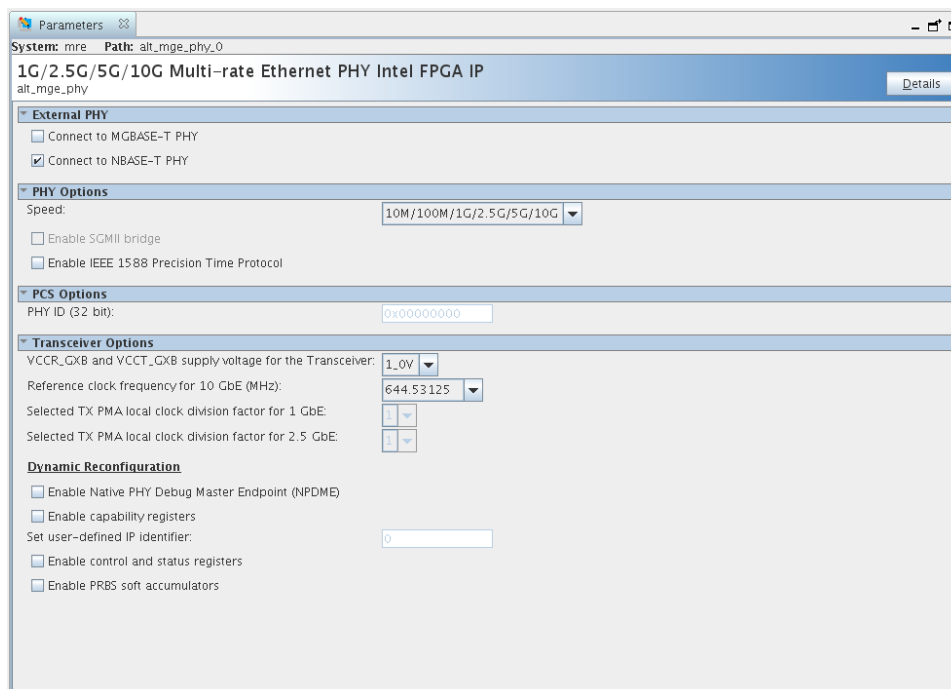 Parameters
System: mre Path: alt_mge_phy_0
1G/2.5G/5G/10G Multi-rate Ethernet PHY Intel FPGA IP
alt_mge_phy
Details
External PHY
Connect to MGBASE-T PHY
Connect to NBASE-T PHY
PHY Options
Speed: 10M/100M/1G/2.5G/5G/10G
Enable SGMII bridge
Enable IEEE 1588 Precision Time Protocol
PCS Options
PHY ID (32 bit): 0x00000000
Transceiver Options
VCCR_GXB and VCCT_GXB supply voltage for the Transceiver: 1_0V
Reference clock frequency for 10 GbE (MHz): 644.53125
Selected TX PMA local clock division factor for 1 GbE: 1
Selected TX PMA local clock division factor for 2.5 GbE: 1
Dynamic Reconfiguration
Enable Native PHY Debug Master Endpoint (NPDME)
Enable capability registers
Set user-defined IP identifier: 0
Enable control and status registers
Enable PRBS soft accumulators